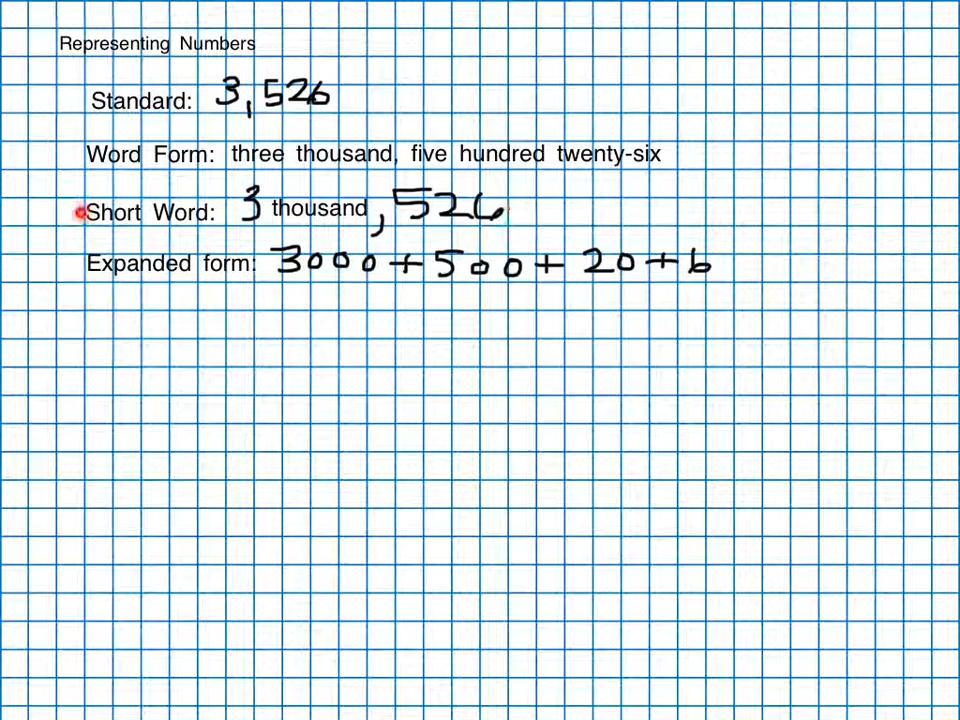 Representing Numbers
Standard: 3,526
Word Form: three thousand, five hundred twenty-six
Short Word: 3 thousand, 526
Expanded form: 3000 + 500 + 20 + 6